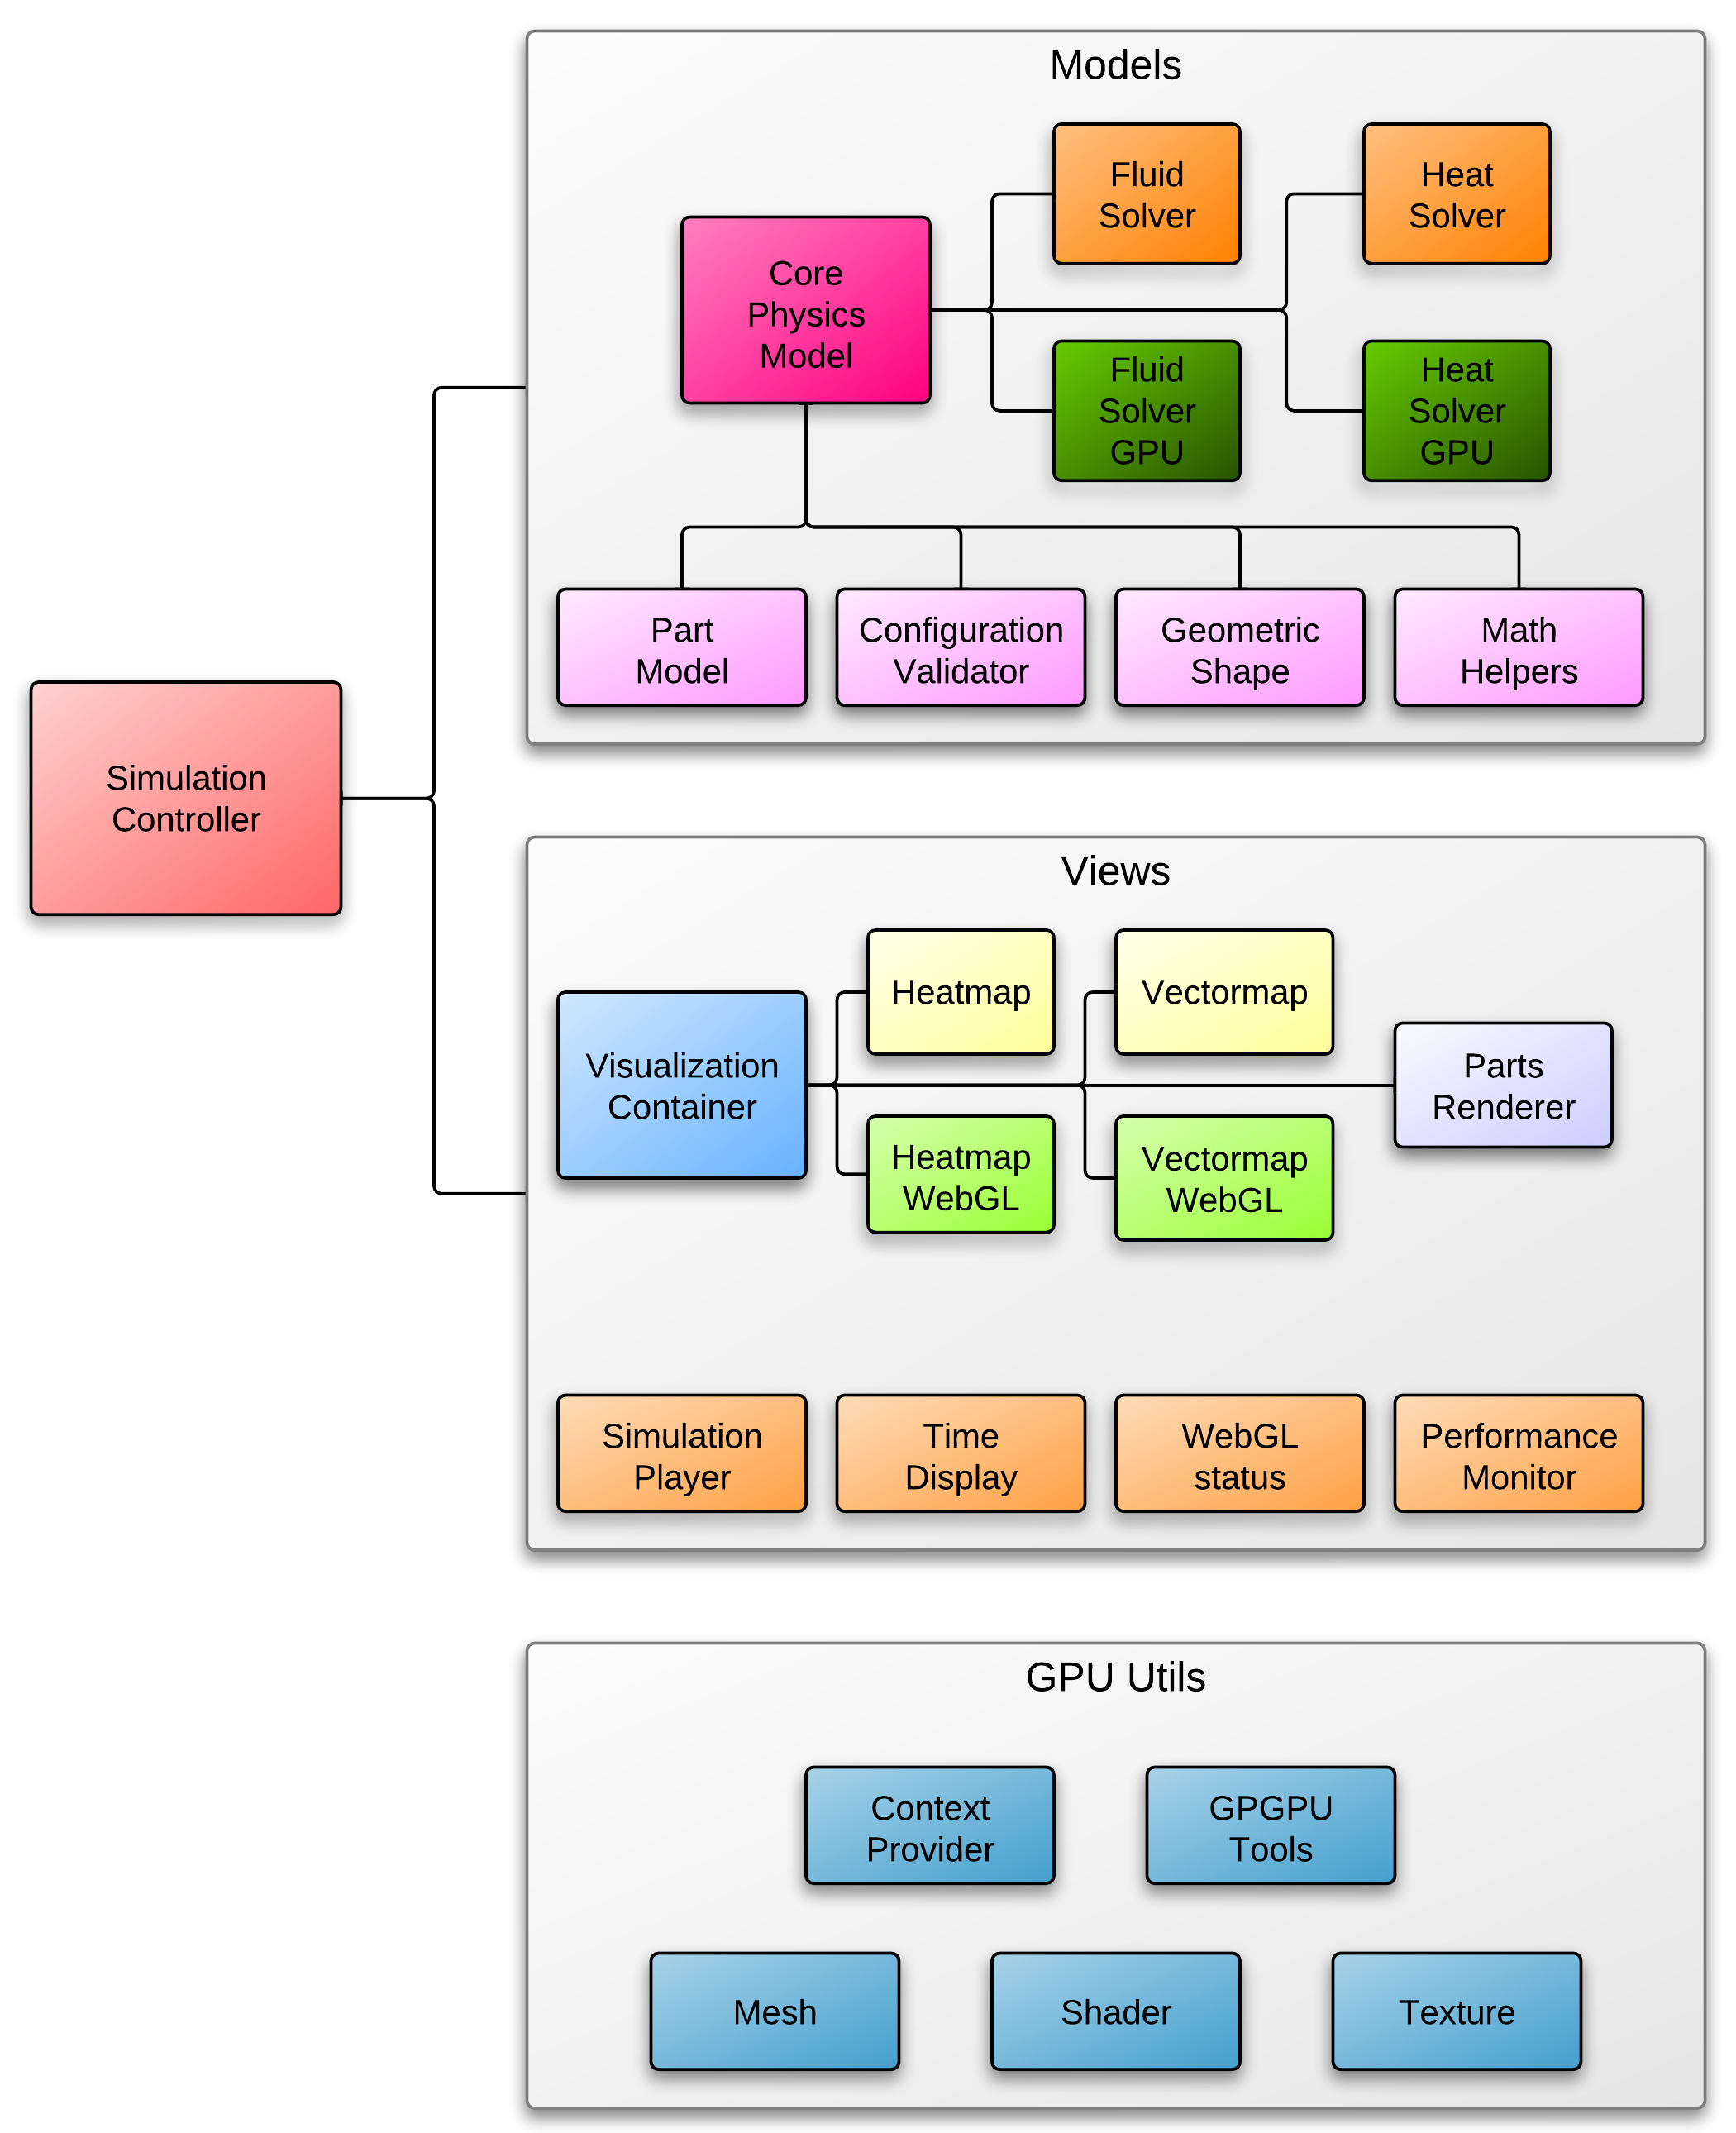 Models
Fluid
Solver
Heat
Solver
Core
Physics
Model
Fluid
Solver
GPU
Heat
Solver
GPU
Part
Model
Configuration
Validator
Geometric
Shape
Math
Helpers
Simulation
Controller
Views
Heatmap
Vectormap
Visualization
Container
Parts
Renderer
Heatmap
WebGL
Vectormap
WebGL
Simulation
Player
Time
Display
WebGL
status
Performance
Monitor
GPU Utils
Context
Provider
GPGPU
Tools
Mesh
Shader
Texture